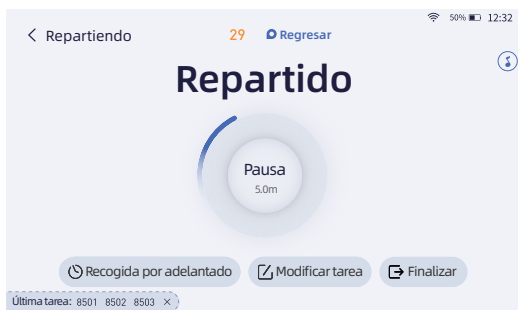 50% 12:32
Repartiendo 29 Regresar
Repartido
Pausa
5.0m
Recogida por adelantado Modificar tarea Finalizar
Última tarea: 8501 8502 8503 ×